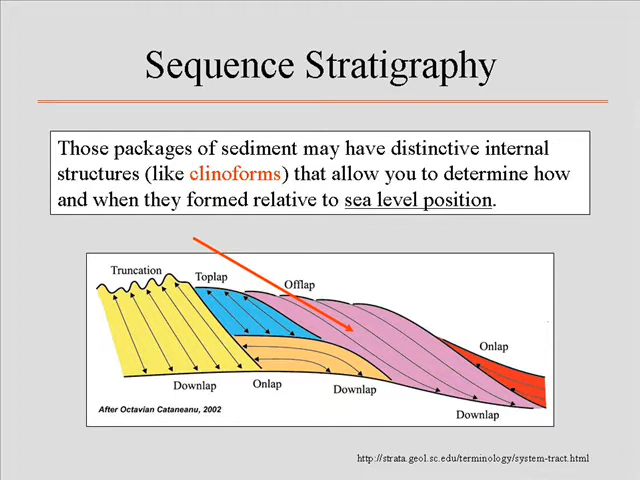 Sequence Stratigraphy
Those packages of sediment may have distinctive internal
structures (like clinoforms) that allow you to determine how
and when they formed relative to sea level position.
Truncation
Toplap
Offlap
Onlap
Downlap
Onlap
Downlap
Downlap
After Octavian Cataneanu, 2002
http://strata.geol.sc.edu/terminology/system-tract.html